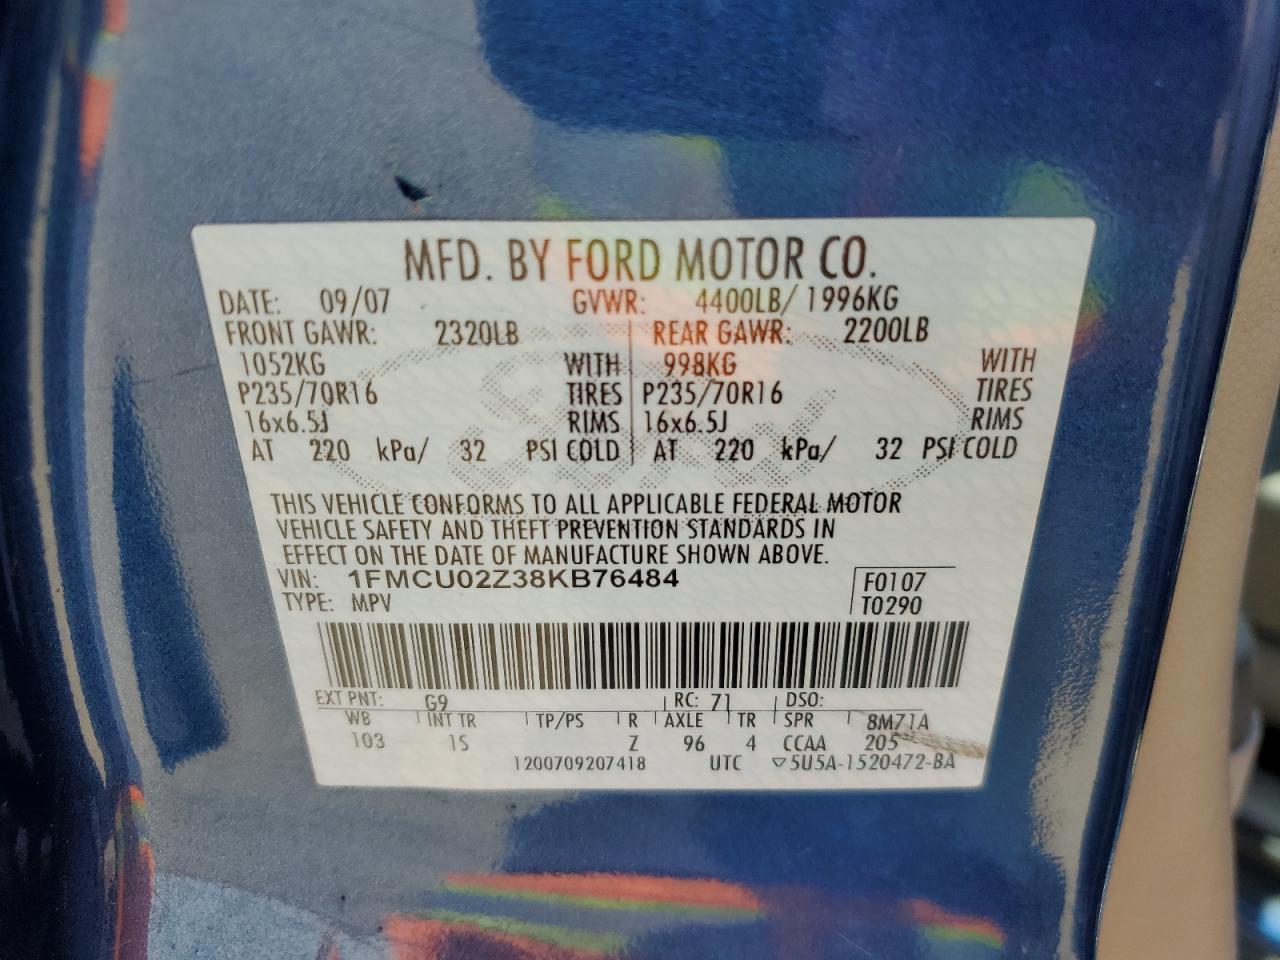 MFD. BY FORD MOTOR CO.
DATE: 09/07 GVWR: 4400LB/ 1996KG
FRONT GAWR: 2320LB REAR GAWR: 2200LB
1052KG WITH 998KG WITH
P235/70R16 TIRES P235/70R16 TIRES
16x6.5J RIMS 16x6.5J RIMS
AT 220 kPa/ 32 PSI COLD AT 220 kPa/ 32 PSI COLD
THIS VEHICLE CONFORMS TO ALL APPLICABLE FEDERAL MOTOR
VEHICLE SAFETY AND THEFT PREVENTION STANDARDS IN
EFFECT ON THE DATE OF MANUFACTURE SHOWN ABOVE.
VIN: 1FMCU02Z38KB76484 F0107
TYPE: MPV T0290
EXT PNT: G9 RC: 71 DSO:
WB INT TR TP/PS R AXLE TR SPR 8M71A
103 IS Z 96 4 CCAA 205
1200709207418 UTC ▽5U5A-1520472-BA